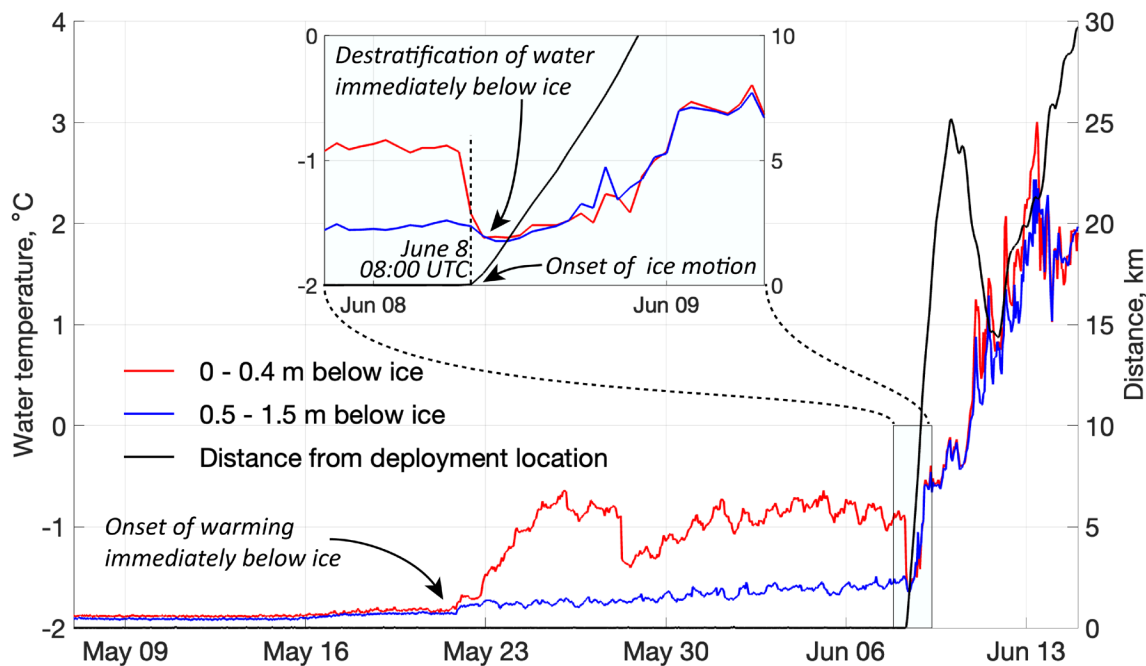 4
3
2
1
0
-1
-2
Water temperature, °C
30
25
20
15
10
5
0
Distance, km
May 09
May 16
May 23
May 30
Jun 06
Jun 13
0
-1
-2
10
5
0
Jun 08
Jun 09
Destratification of water
immediately below ice
June 8
08:00 UTC
Onset of ice motion
0 - 0.4 m below ice
0.5 - 1.5 m below ice
Distance from deployment location
Onset of warming
immediately below ice